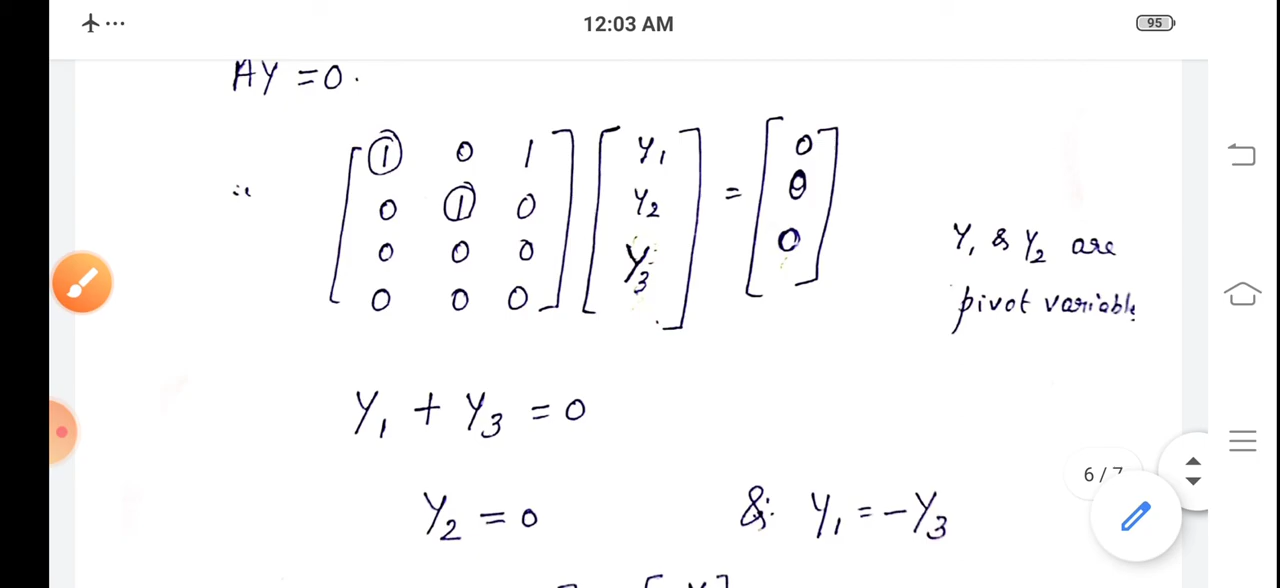 12:03 AM
95
AY = 0.
ie [ 1 0 1 ] [ Y1 ] = [ 0 ]
0 1 0 Y2 0
0 0 0 Y3 0
0 0 0
Y1 & Y2 are
pivot variable
Y1 + Y3 = 0
6 / 7
Y2 = 0 & Y1 = -Y3